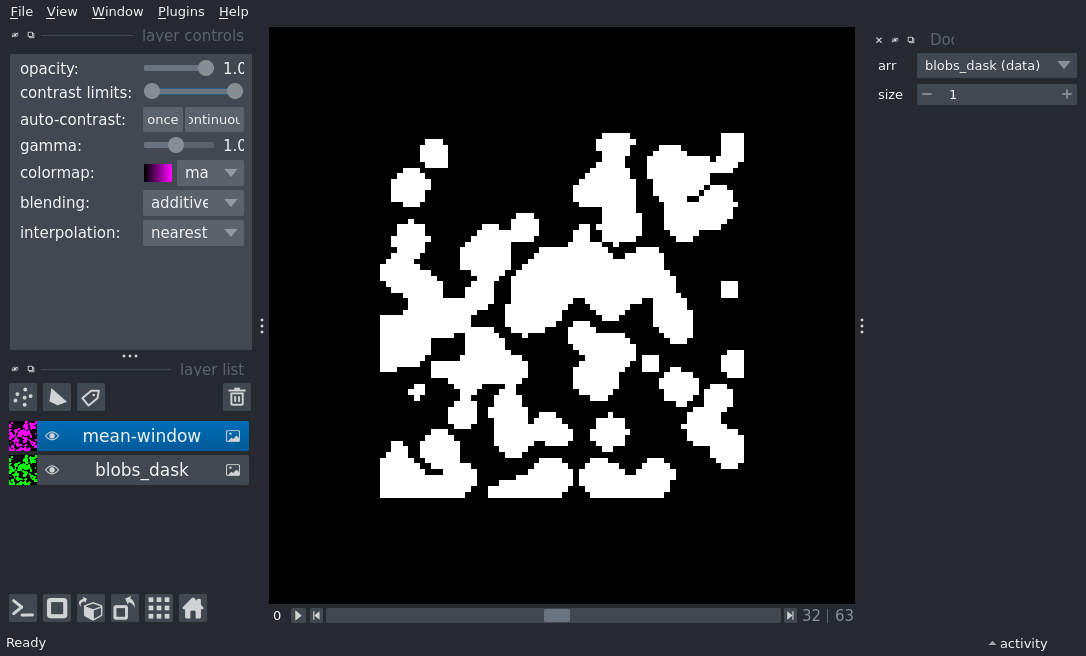 File View Window Plugins Help
layer controls
opacity: 1.0
contrast limits:
auto-contrast: once ontinuou
gamma: 1.0
colormap: ma
blending: additive
interpolation: nearest
layer list
mean-window
blobs_dask
Doc
arr blobs_dask (data)
size 1
0 32 | 63
Ready
activity